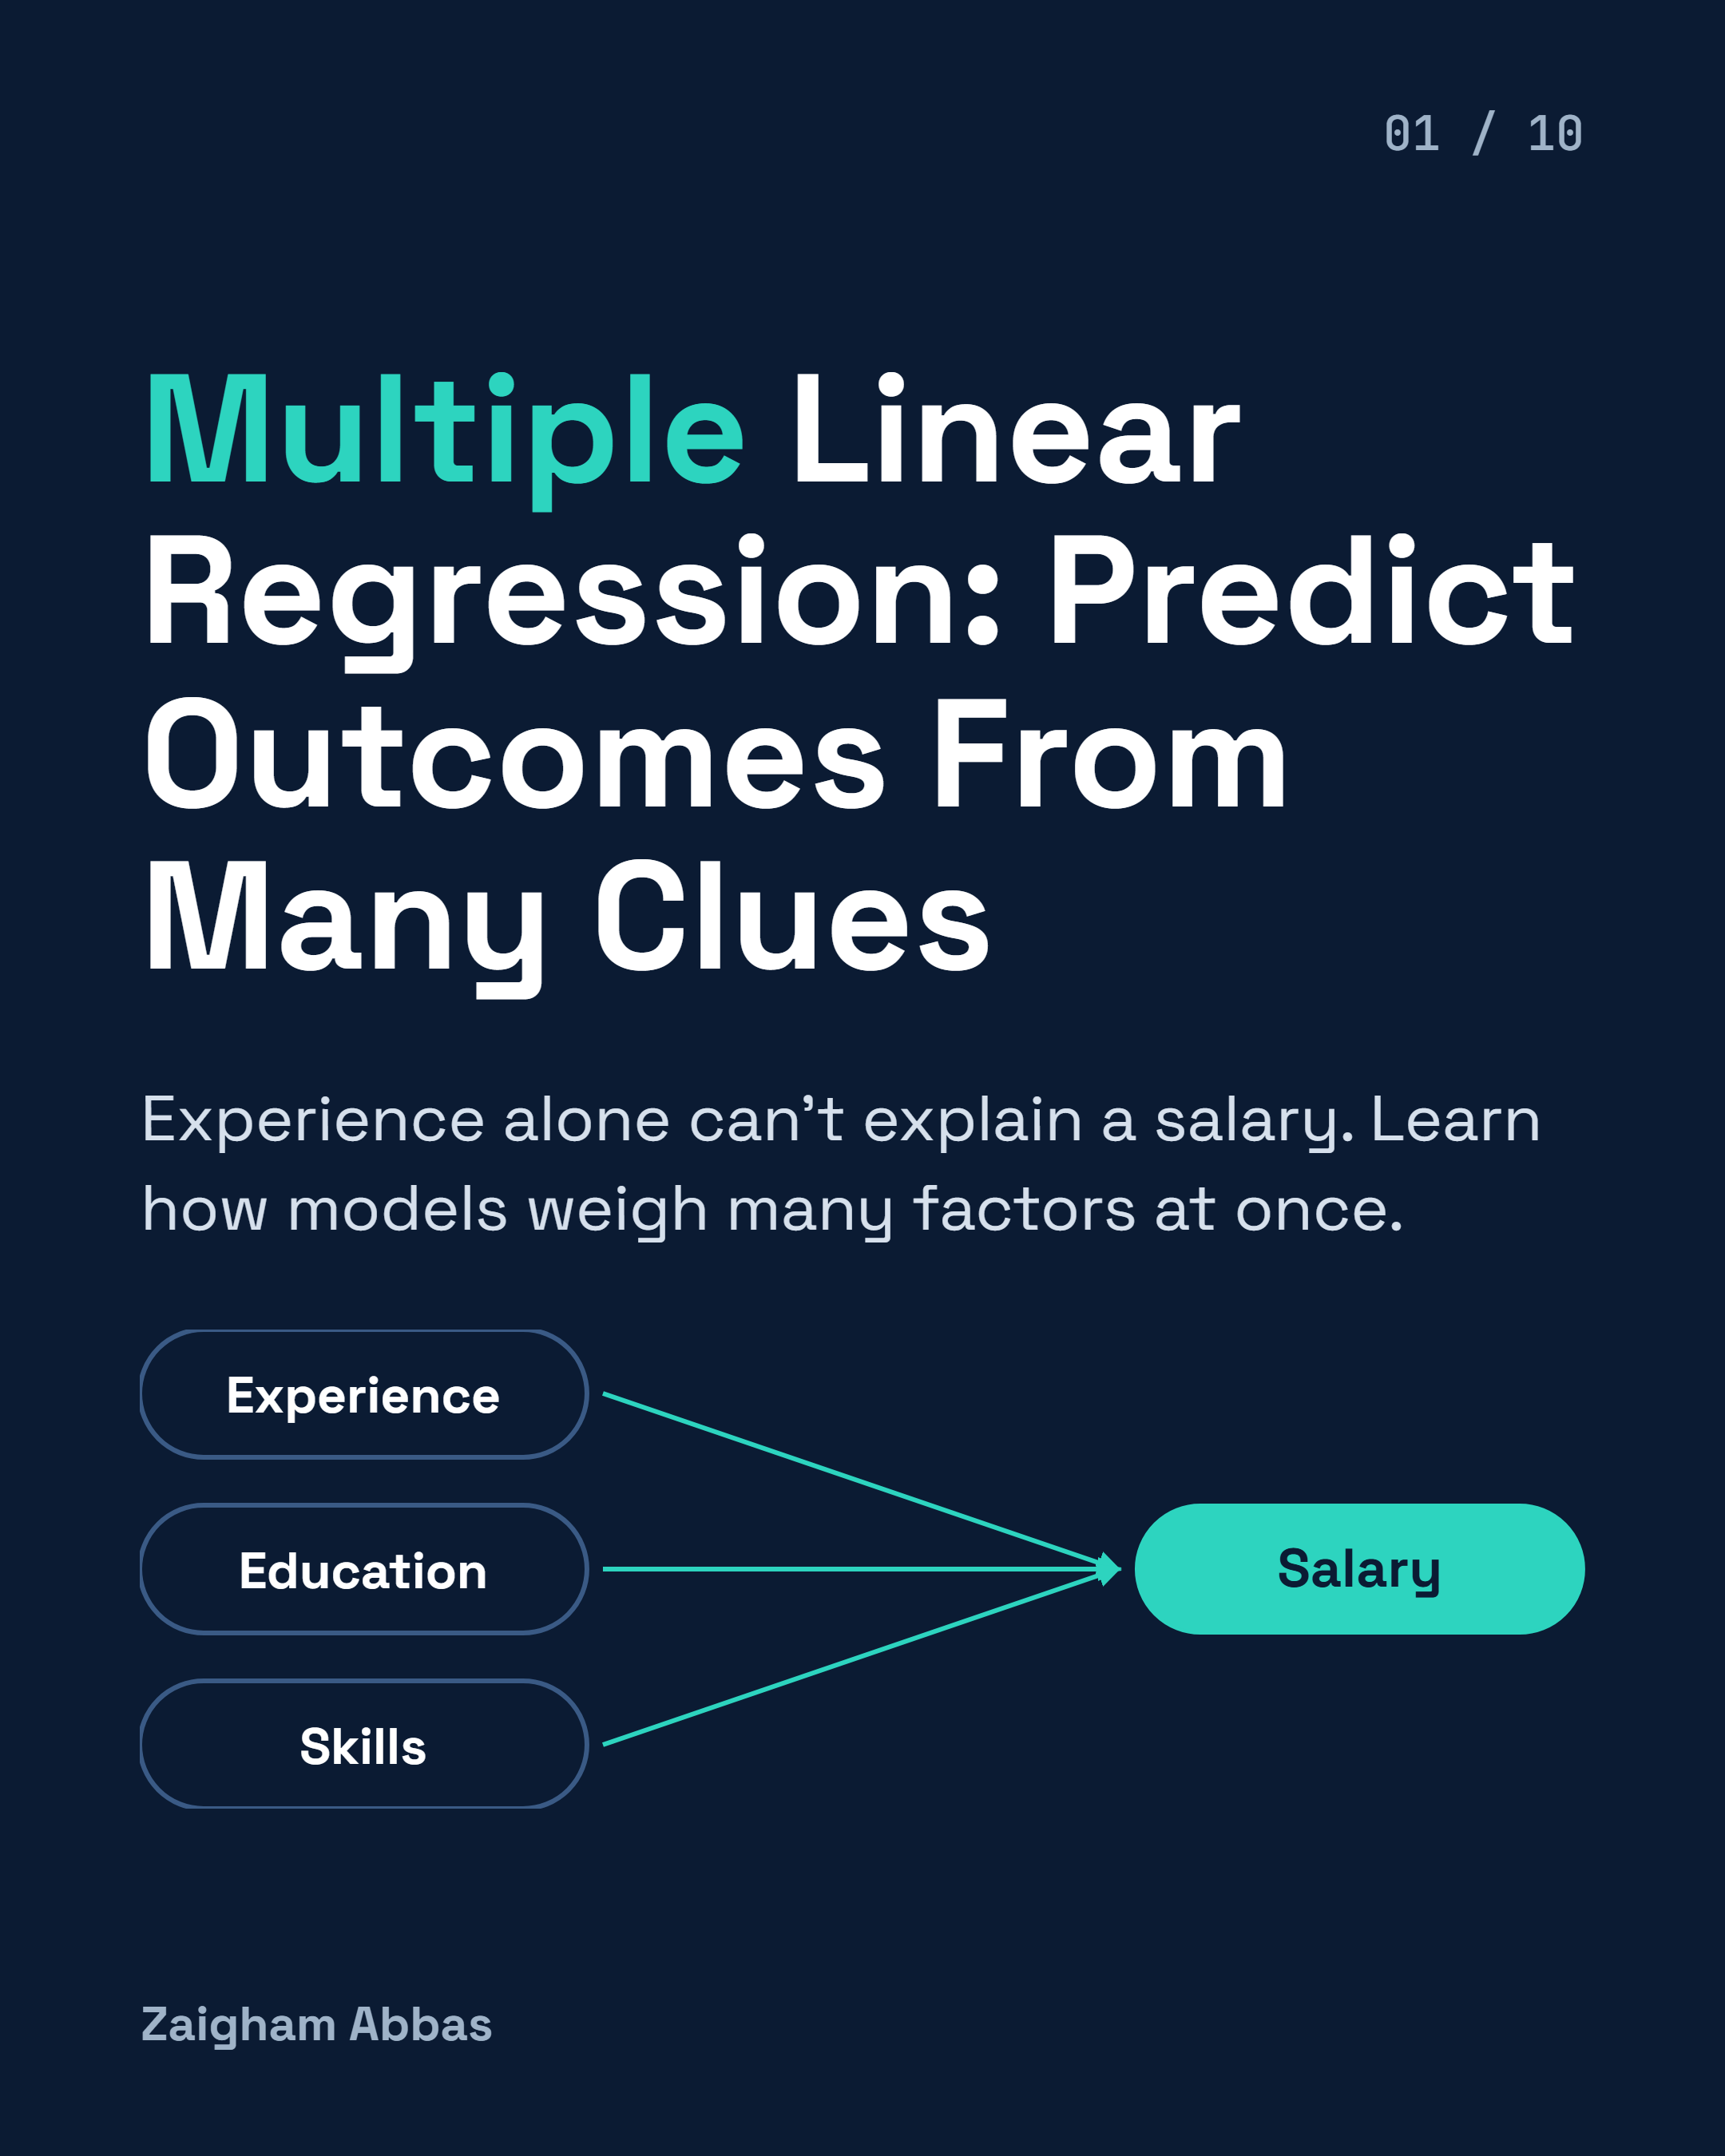 01 / 10
Multiple Linear
Regression: Predict
Outcomes From
Many Clues
Experience alone can’t explain a salary. Learn
how models weigh many factors at once.
Experience
Education
Salary
Skills
Zaigham Abbas